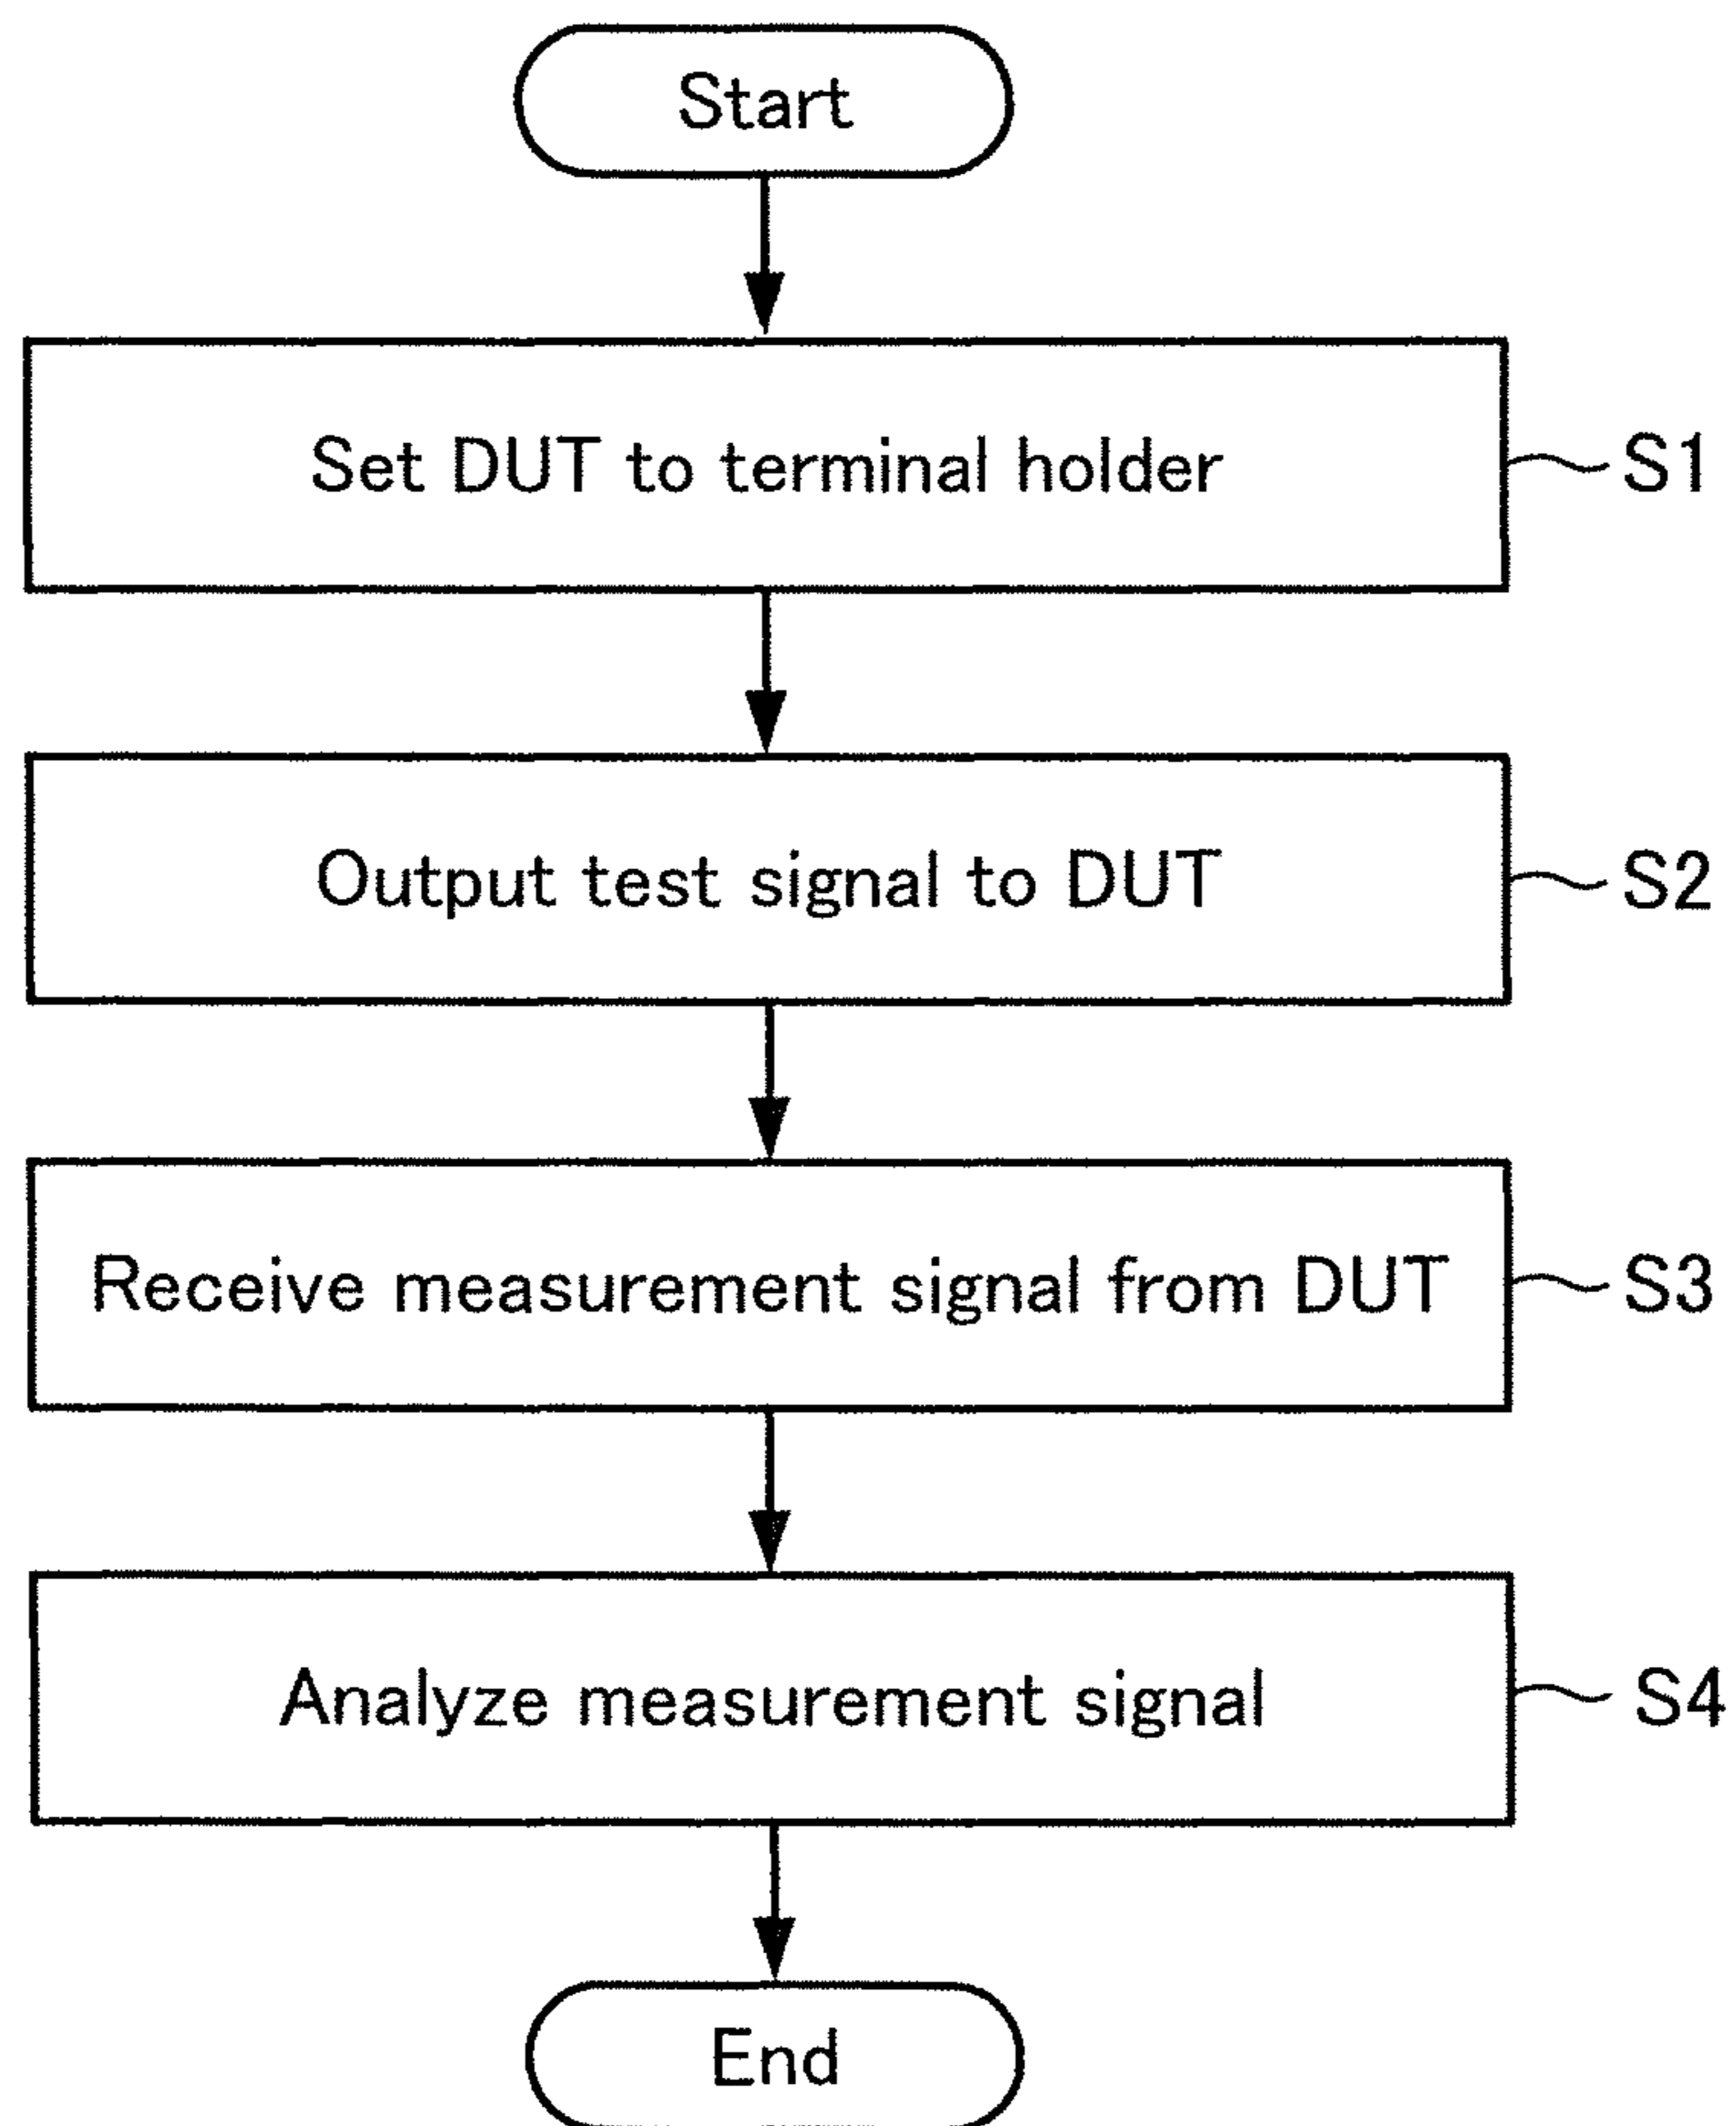 Start
Set DUT to terminal holder
S1
Output test signal to DUT
S2
Receive measurement signal from DUT
S3
Analyze measurement signal
S4
End